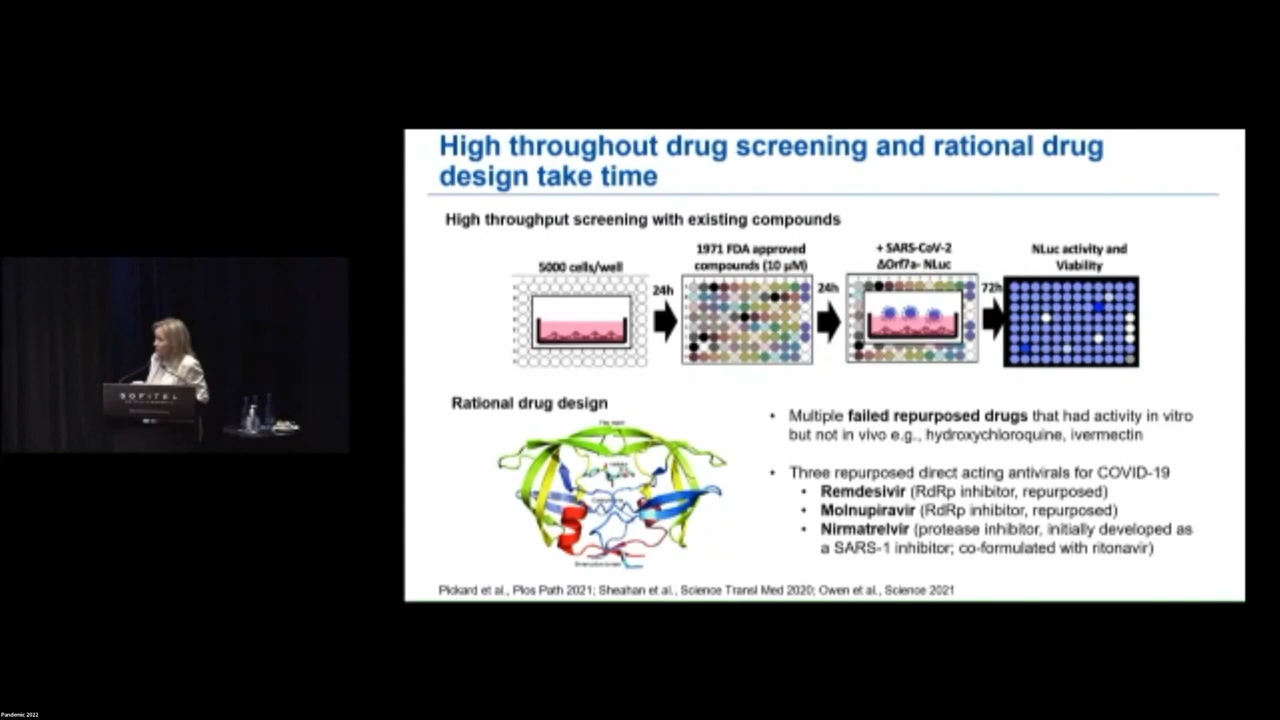 High throughout drug screening and rational drug
design take time
High throughput screening with existing compounds
5000 cells/well
24h
1971 FDA approved
compounds (10 µM)
24h
+ SARS-CoV-2
ΔOrf7a- NLuc
72h
NLuc activity and
Viability
Rational drug design
• Multiple failed repurposed drugs that had activity in vitro
but not in vivo e.g., hydroxychloroquine, ivermectin
• Three repurposed direct acting antivirals for COVID-19
• Remdesivir (RdRp inhibitor, repurposed)
• Molnupiravir (RdRp inhibitor, repurposed)
• Nirmatrelvir (protease inhibitor, initially developed as
a SARS-1 inhibitor; co-formulated with ritonavir)
Pickard et al., Plos Path 2021; Sheahan et al., Science Transl Med 2020; Owen et al., Science 2021
SOFITEL
Pandemic 2022